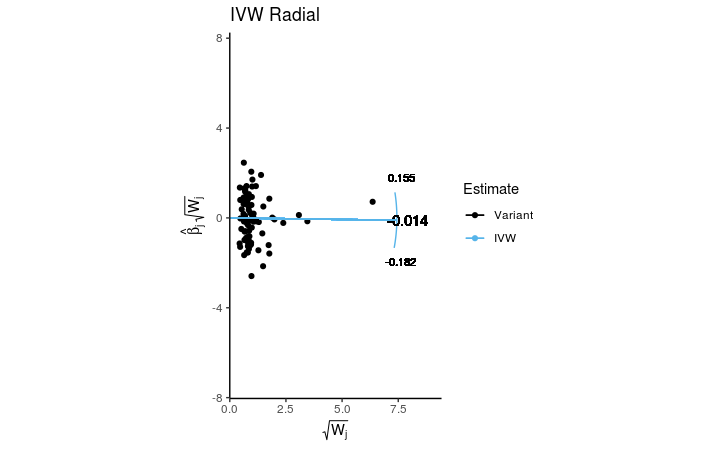 IVW Radial
8
4
0
-4
-8
β̂j√Wj
0.155
-0.014
-0.182
0.0 2.5 5.0 7.5
√Wj
Estimate
Variant
IVW